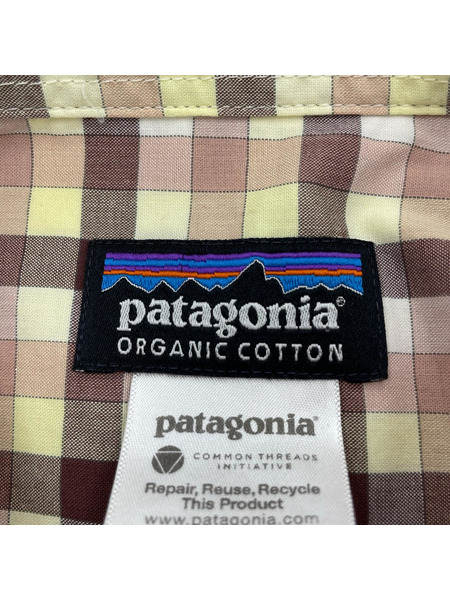 patagonia®
ORGANIC COTTON
patagonia®
COMMON THREADS
INITIATIVE
Repair, Reuse, Recycle
This Product
www.patagonia.com